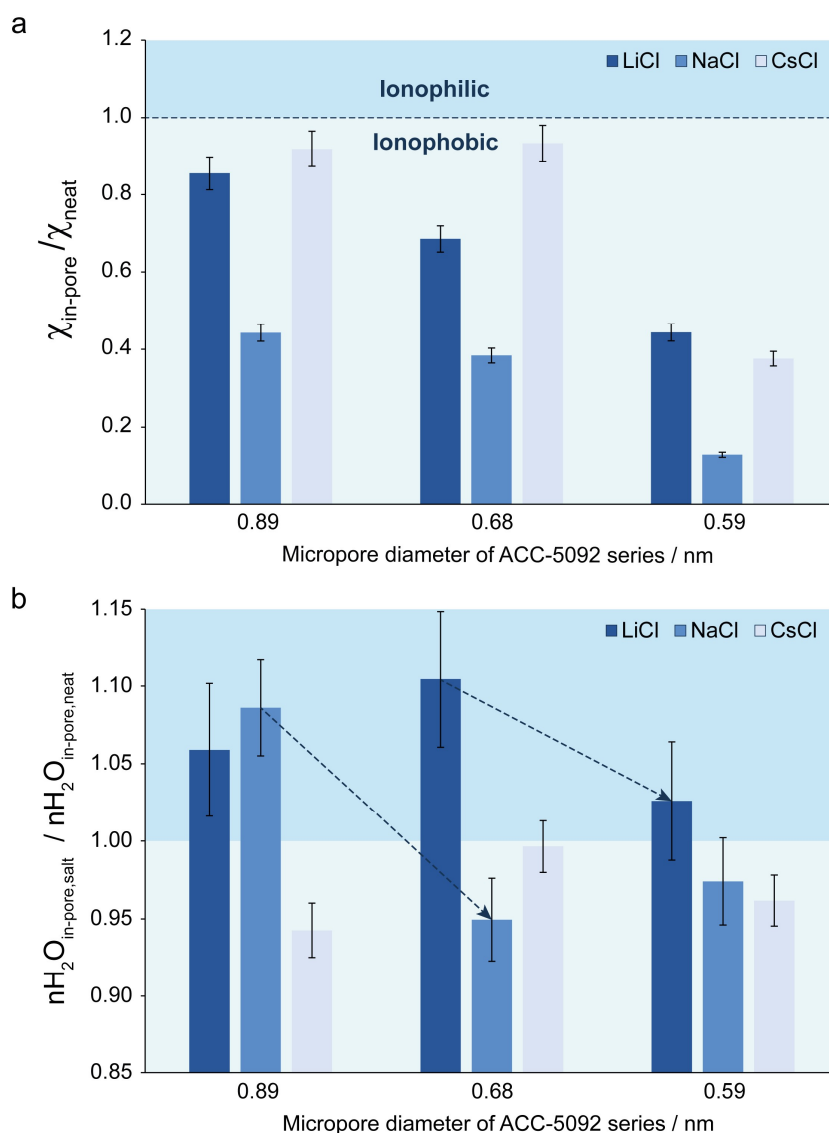 a
1.2
1.0
0.8
0.6
0.4
0.2
0.0
χin-pore /χneat
LiCl NaCl CsCl
Ionophilic
Ionophobic
0.89 0.68 0.59
Micropore diameter of ACC-5092 series / nm
b
1.15
1.10
1.05
1.00
0.95
0.90
0.85
nH2Oin-pore,salt / nH2Oin-pore,neat
LiCl NaCl CsCl
0.89 0.68 0.59
Micropore diameter of ACC-5092 series / nm